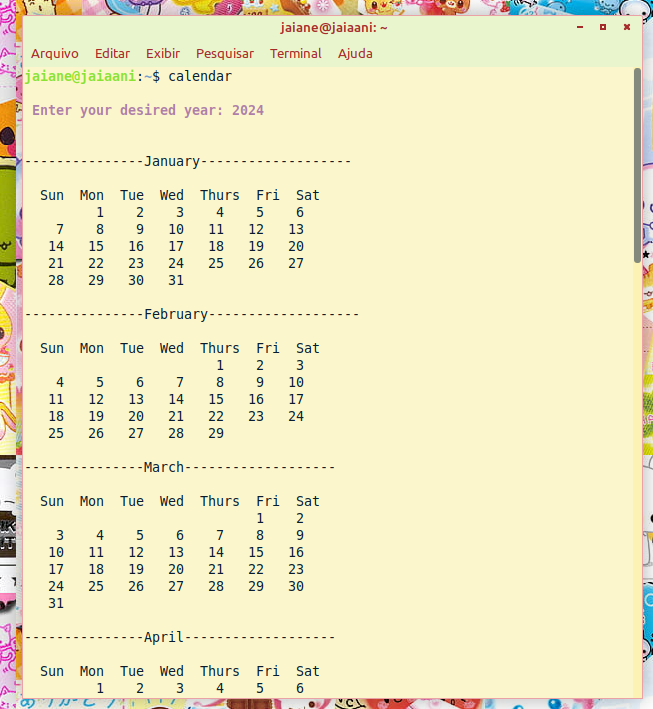 jaiane@jaiaani: ~
Arquivo Editar Exibir Pesquisar Terminal Ajuda
jaiane@jaiaani:~$ calendar
Enter your desired year: 2024
---------------January-------------------
Sun Mon Tue Wed Thurs Fri Sat
1 2 3 4 5 6
7 8 9 10 11 12 13
14 15 16 17 18 19 20
21 22 23 24 25 26 27
28 29 30 31
---------------February-------------------
Sun Mon Tue Wed Thurs Fri Sat
1 2 3
4 5 6 7 8 9 10
11 12 13 14 15 16 17
18 19 20 21 22 23 24
25 26 27 28 29
---------------March-------------------
Sun Mon Tue Wed Thurs Fri Sat
1 2
3 4 5 6 7 8 9
10 11 12 13 14 15 16
17 18 19 20 21 22 23
24 25 26 27 28 29 30
31
---------------April-------------------
Sun Mon Tue Wed Thurs Fri Sat
1 2 3 4 5 6